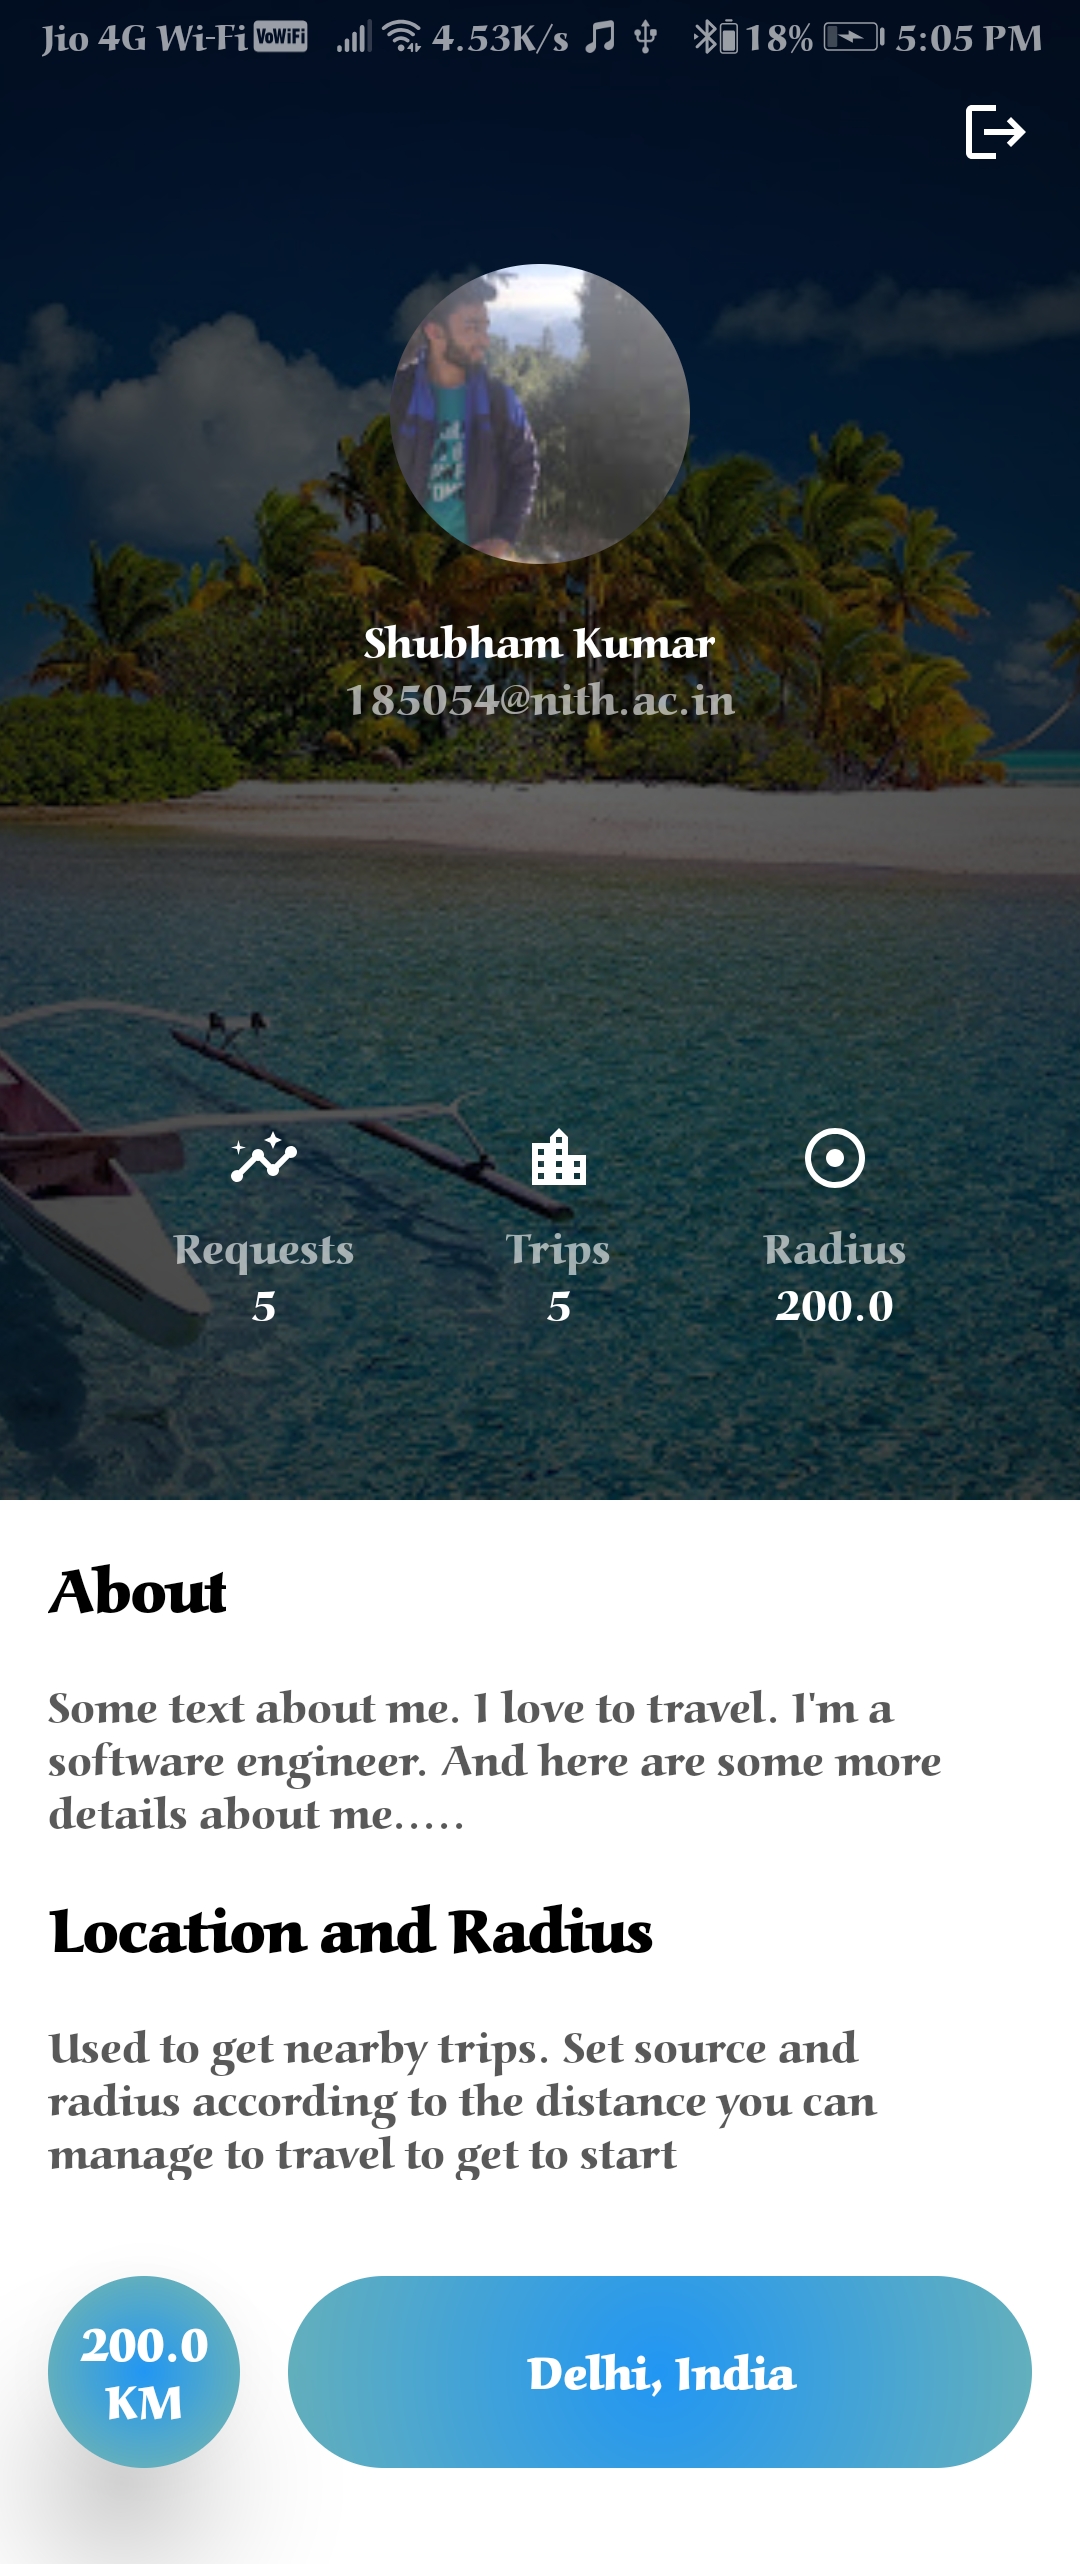 Jio 4G Wi-Fi VoWiFi 4.53K/s 18% 5:05 PM
Shubham Kumar
185054@nith.ac.in
Requests Trips Radius
5 5 200.0
About
Some text about me. I love to travel. I'm a
software engineer. And here are some more
details about me.....
Location and Radius
Used to get nearby trips. Set source and
radius according to the distance you can
manage to travel to get to start
200.0
KM
Delhi, India